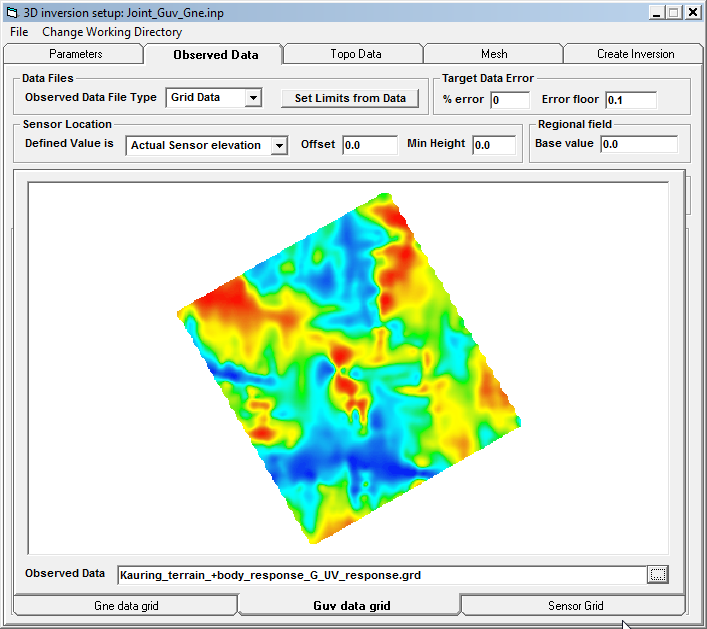 3D inversion setup: Joint_Guv_Gne.inp
File Change Working Directory
Parameters Observed Data Topo Data Mesh Create Inversion
Data Files Target Data Error
Observed Data File Type Grid Data Set Limits from Data % error 0 Error floor 0.1
Sensor Location Regional field
Defined Value is Actual Sensor elevation Offset 0.0 Min Height 0.0 Base value 0.0
Observed Data Kauring_terrain_+body_response_G_UV_response.grd ...
Gne data grid Guv data grid Sensor Grid